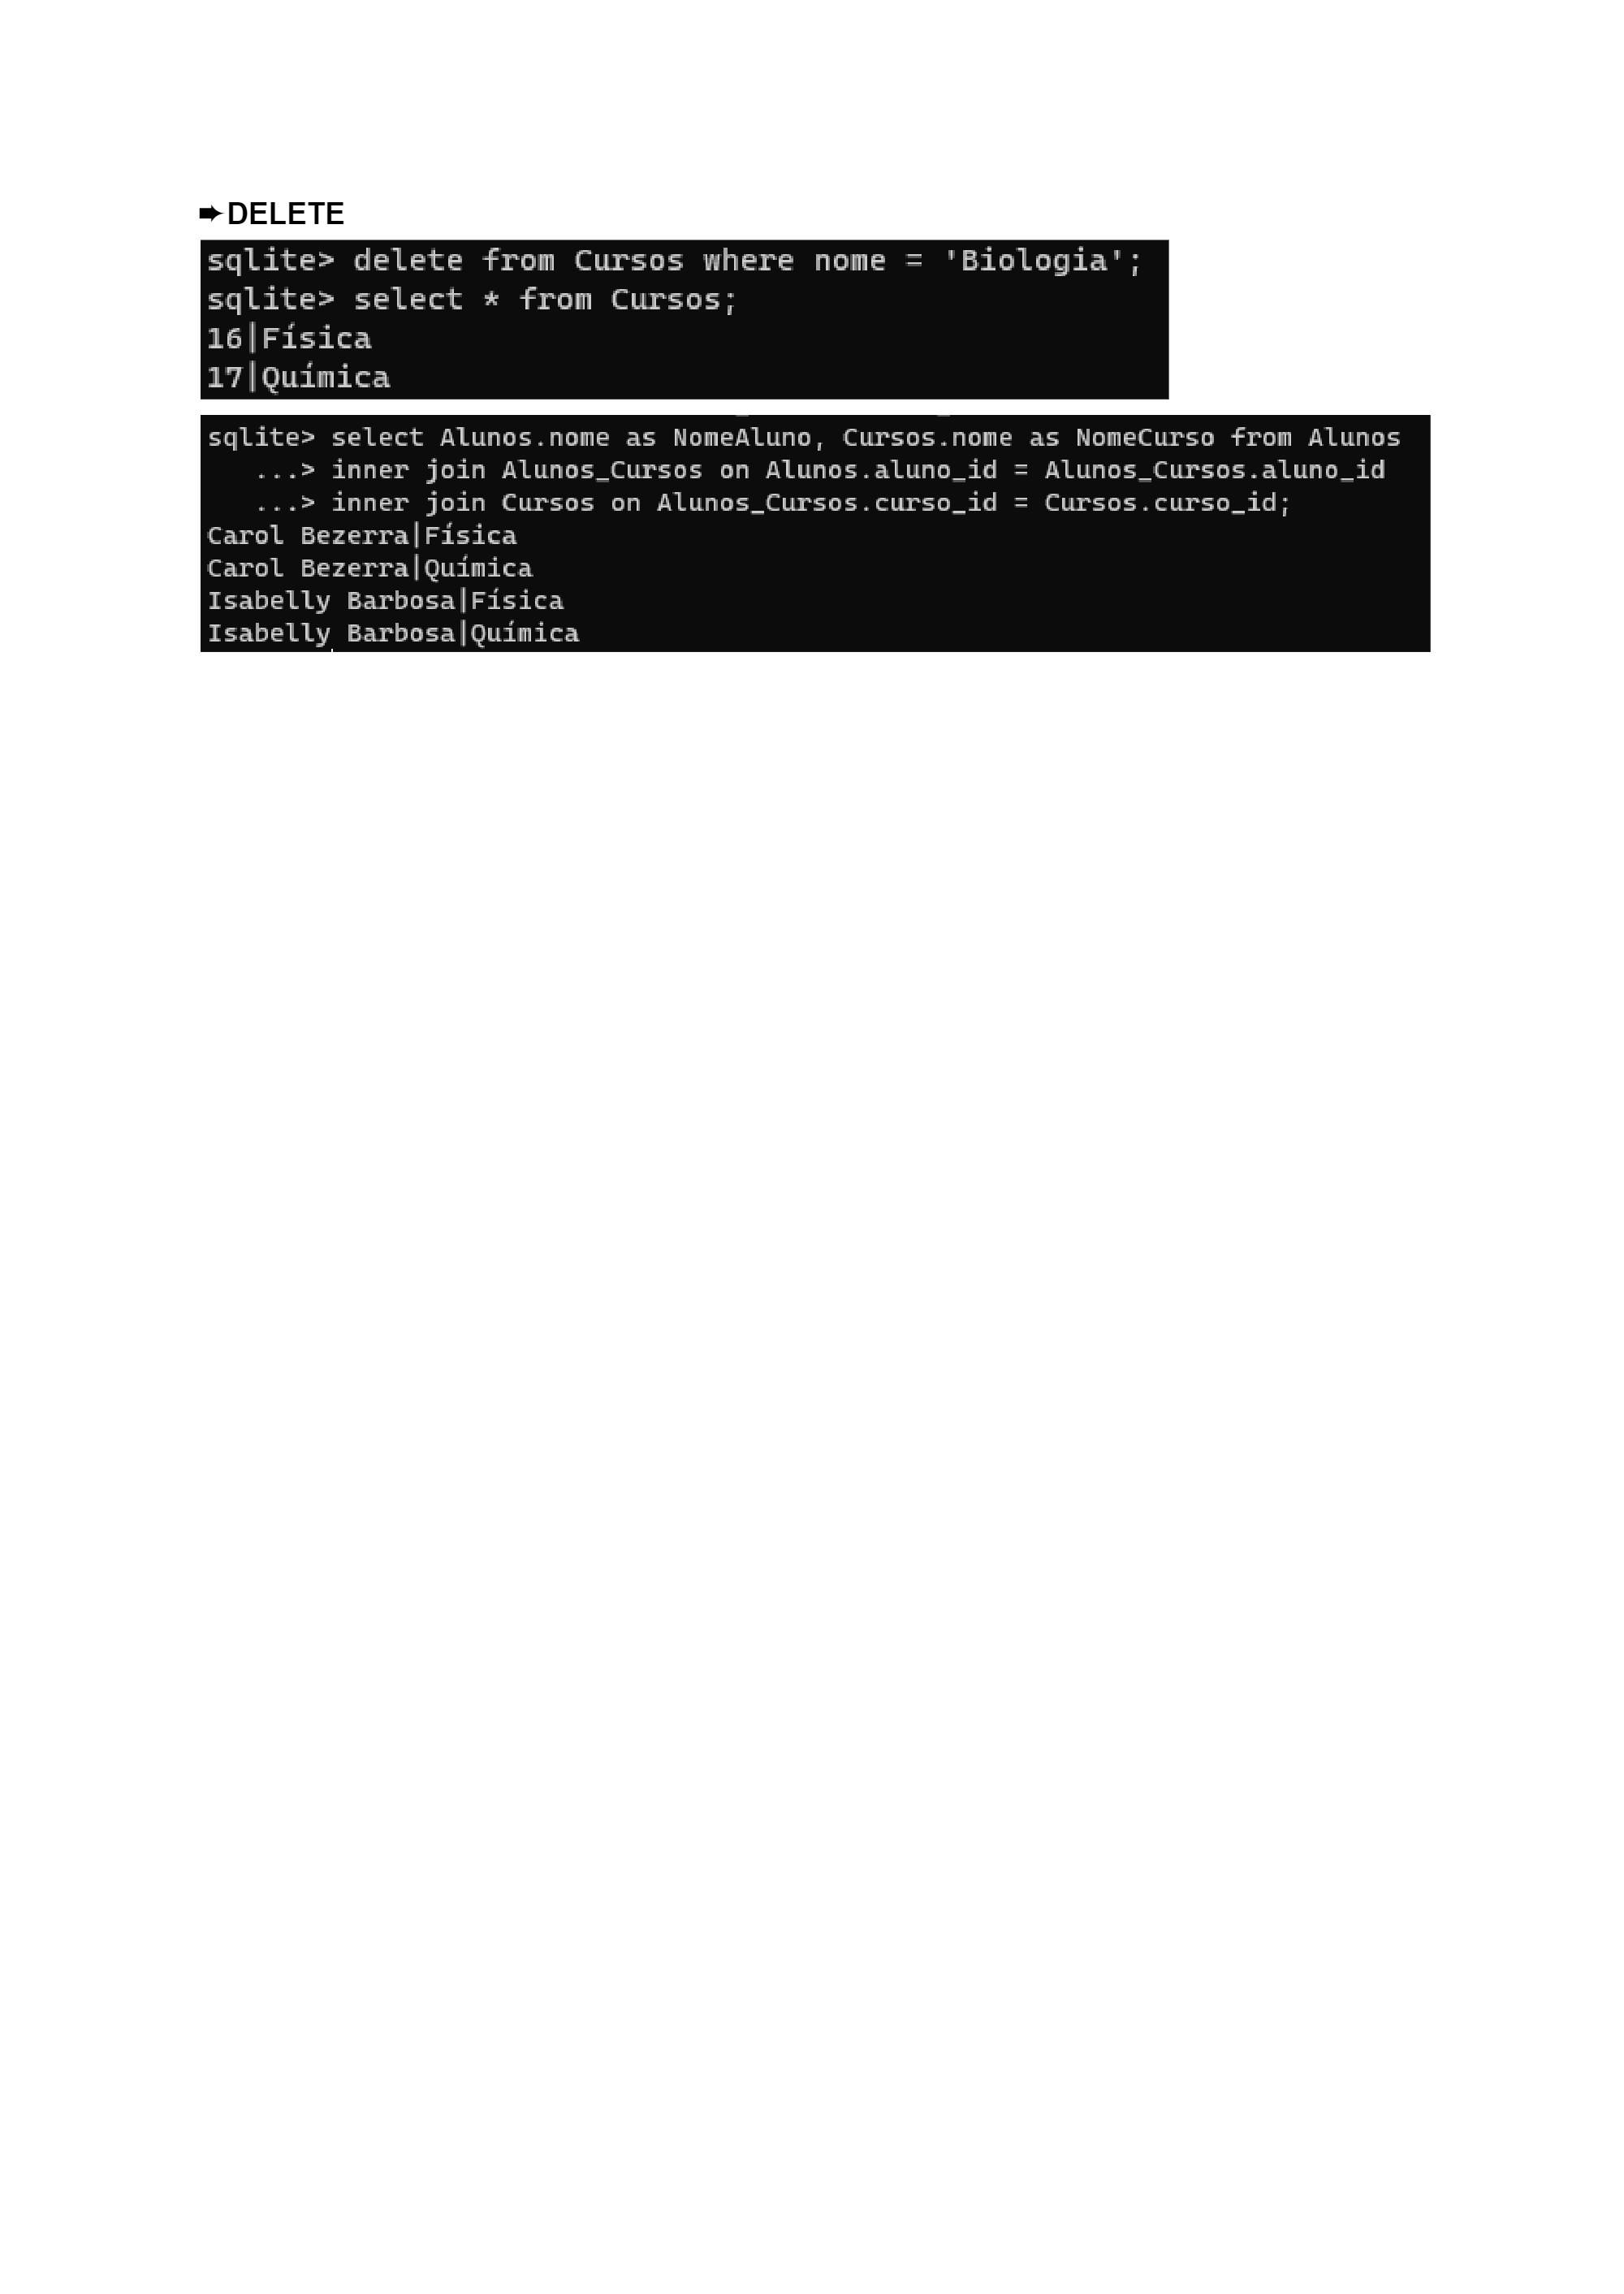 ➨DELETE
sqlite> delete from Cursos where nome = 'Biologia';
sqlite> select * from Cursos;
16|Física
17|Química
sqlite> select Alunos.nome as NomeAluno, Cursos.nome as NomeCurso from Alunos
   ...> inner join Alunos_Cursos on Alunos.aluno_id = Alunos_Cursos.aluno_id
   ...> inner join Cursos on Alunos_Cursos.curso_id = Cursos.curso_id;
Carol Bezerra|Física
Carol Bezerra|Química
Isabelly Barbosa|Física
Isabelly Barbosa|Química